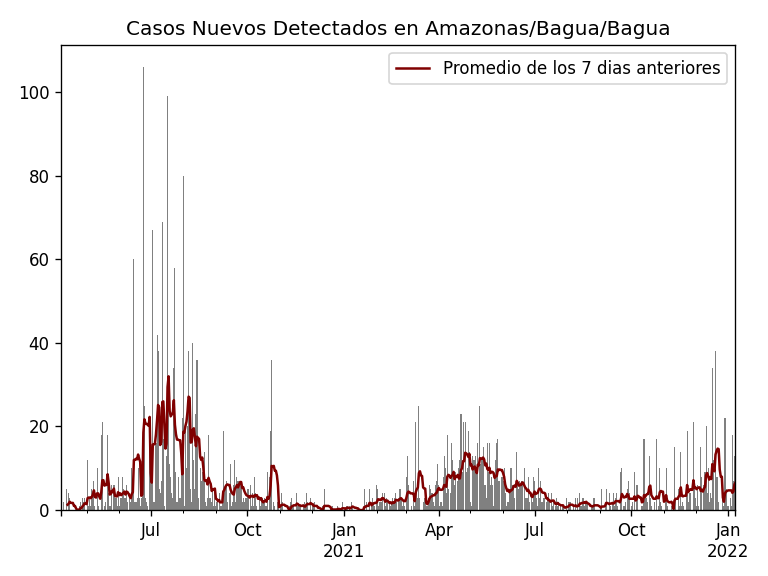 Casos Nuevos Detectados en Amazonas/Bagua/Bagua
Promedio de los 7 dias anteriores
100
80
60
40
20
0
Jul Oct Jan Apr Jul Oct Jan
2021 2022